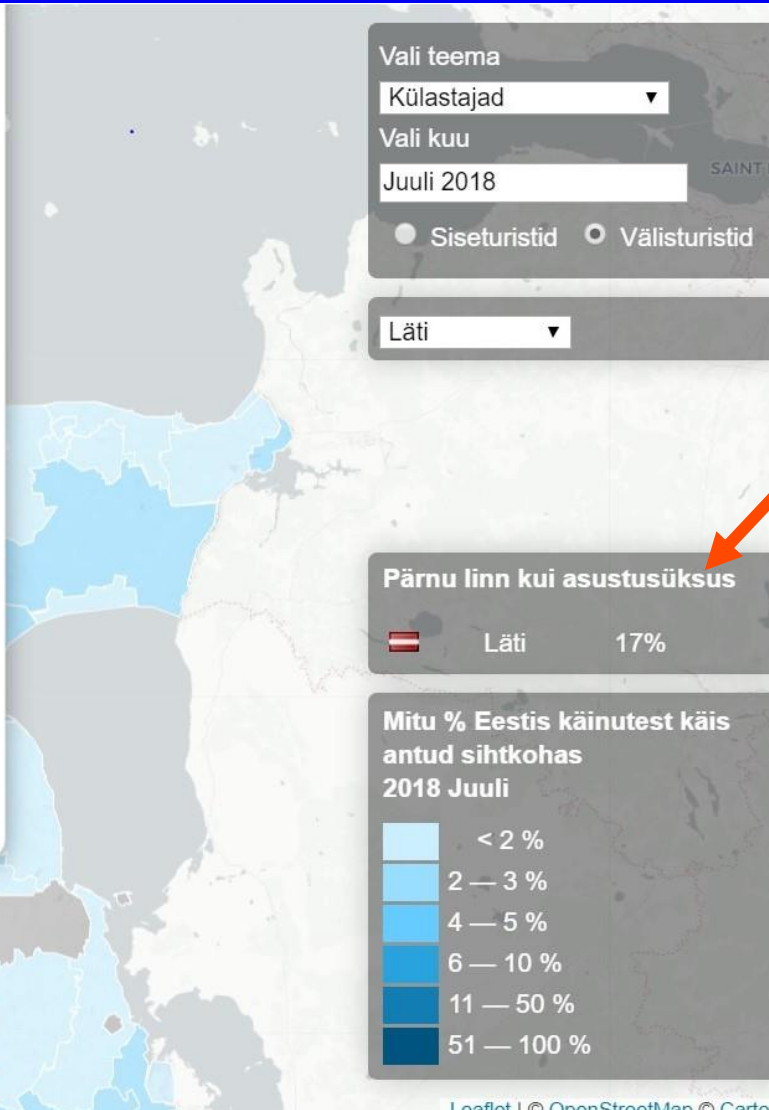 Vali teema
Külastajad
Vali kuu
Juuli 2018
SAINT
Siseturistid Välisturistid
Läti
Pärnu linn kui asustusüksus
Läti 17%
Mitu % Eestis käinutest käis
antud sihtkohas
2018 Juuli
< 2 %
2 — 3 %
4 — 5 %
6 — 10 %
11 — 50 %
51 — 100 %
Leaflet | © OpenStreetMap © Carto